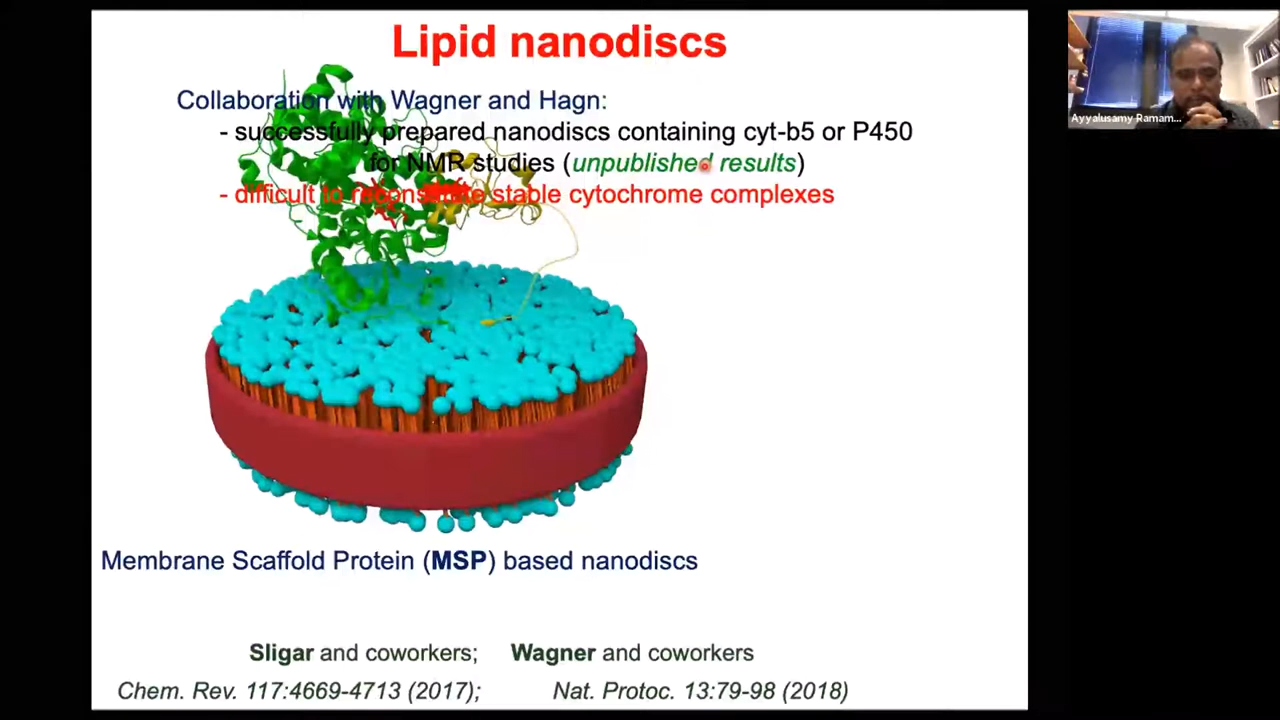 Lipid nanodiscs
Collaboration with Wagner and Hagn:
- successfully prepared nanodiscs containing cyt-b5 or P450
for NMR studies (unpublished results)
- difficult to reconstitute stable cytochrome complexes
Membrane Scaffold Protein (MSP) based nanodiscs
Sligar and coworkers; Wagner and coworkers
Chem. Rev. 117:4669-4713 (2017); Nat. Protoc. 13:79-98 (2018)
Ayyalusamy Ramam...